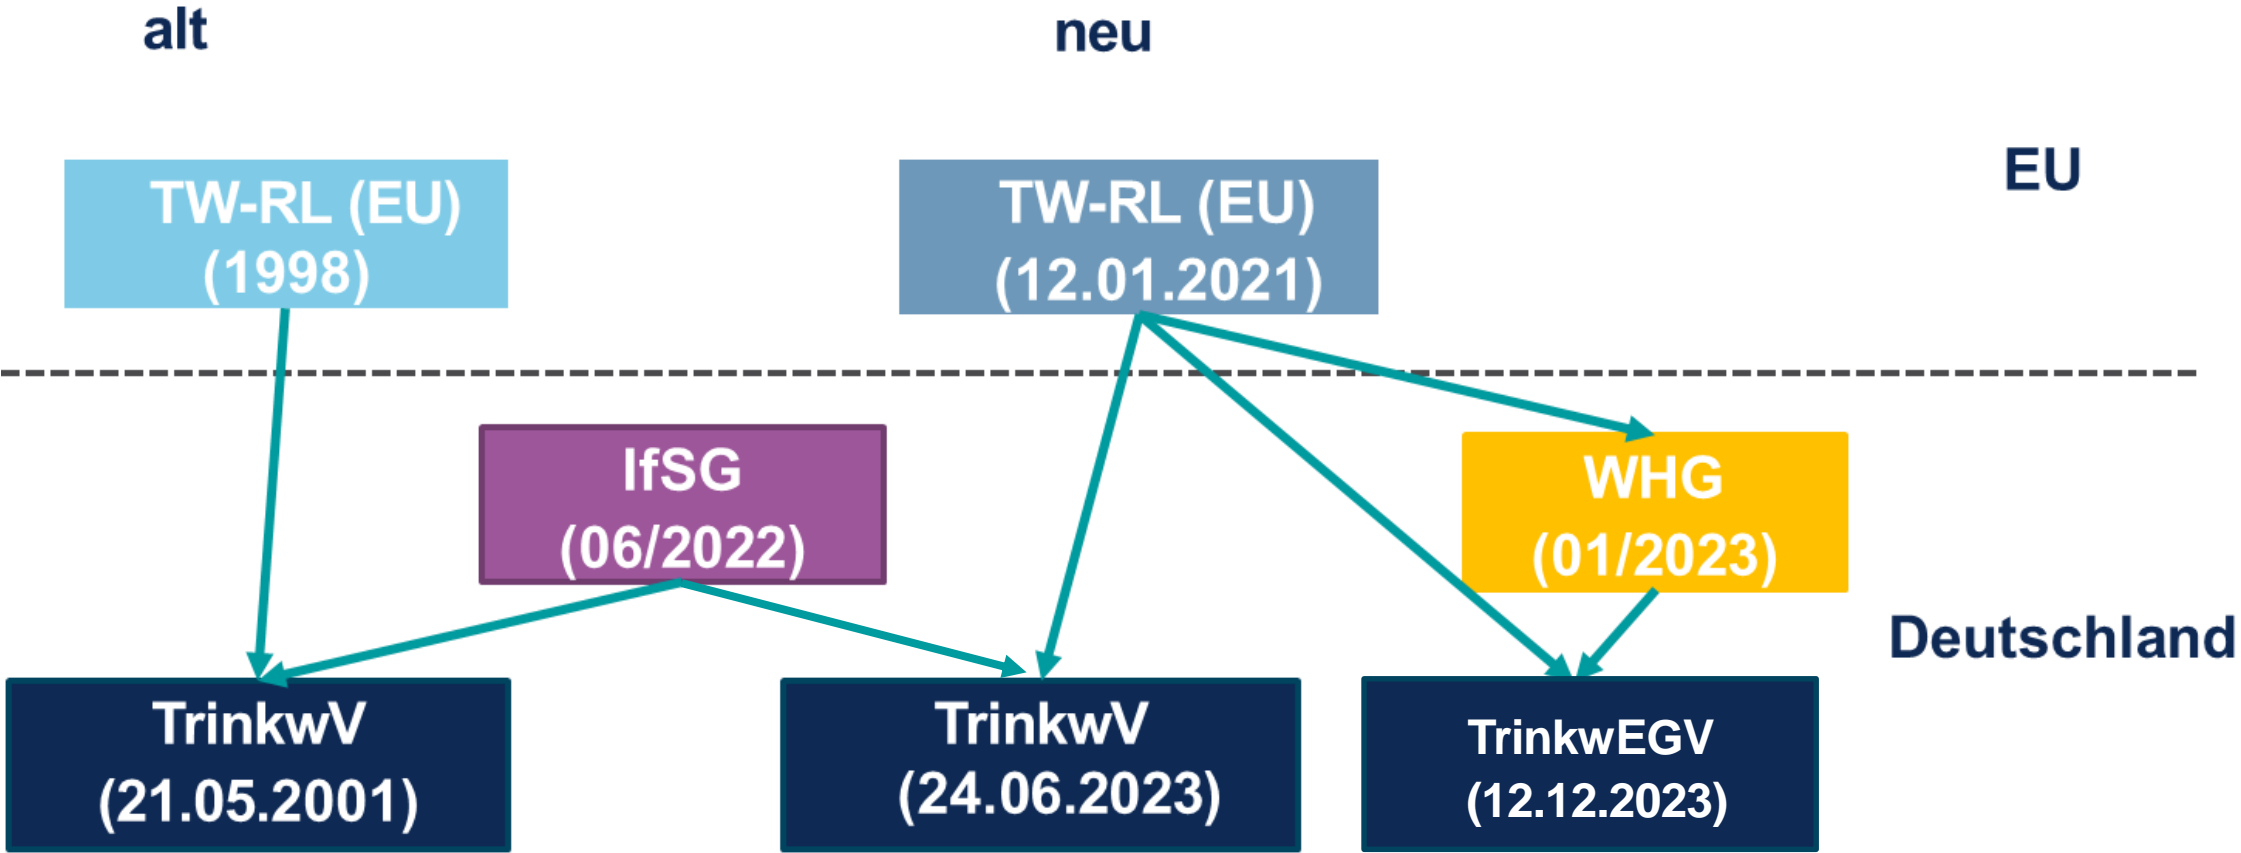 alt
neu
TW-RL (EU)
(1998)
TW-RL (EU)
(12.01.2021)
EU
IfSG
(06/2022)
WHG
(01/2023)
Deutschland
TrinkwV
(21.05.2001)
TrinkwV
(24.06.2023)
TrinkwEGV
(12.12.2023)